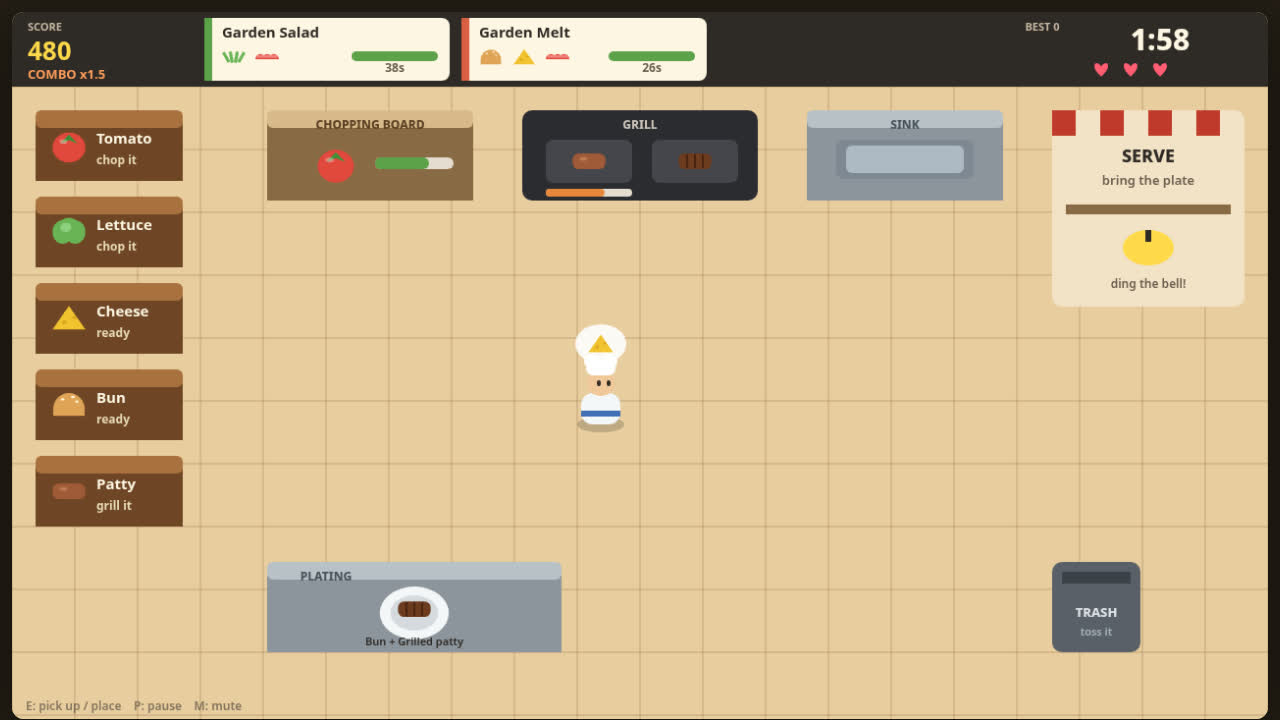 SCORE
480
COMBO x1.5
Garden Salad
38s
Garden Melt
26s
BEST 0
1:58
Tomato
chop it
Lettuce
chop it
Cheese
ready
Bun
ready
Patty
grill it
CHOPPING BOARD
GRILL
SINK
SERVE
bring the plate
ding the bell!
PLATING
Bun + Grilled patty
TRASH
toss it
E: pick up / place P: pause M: mute